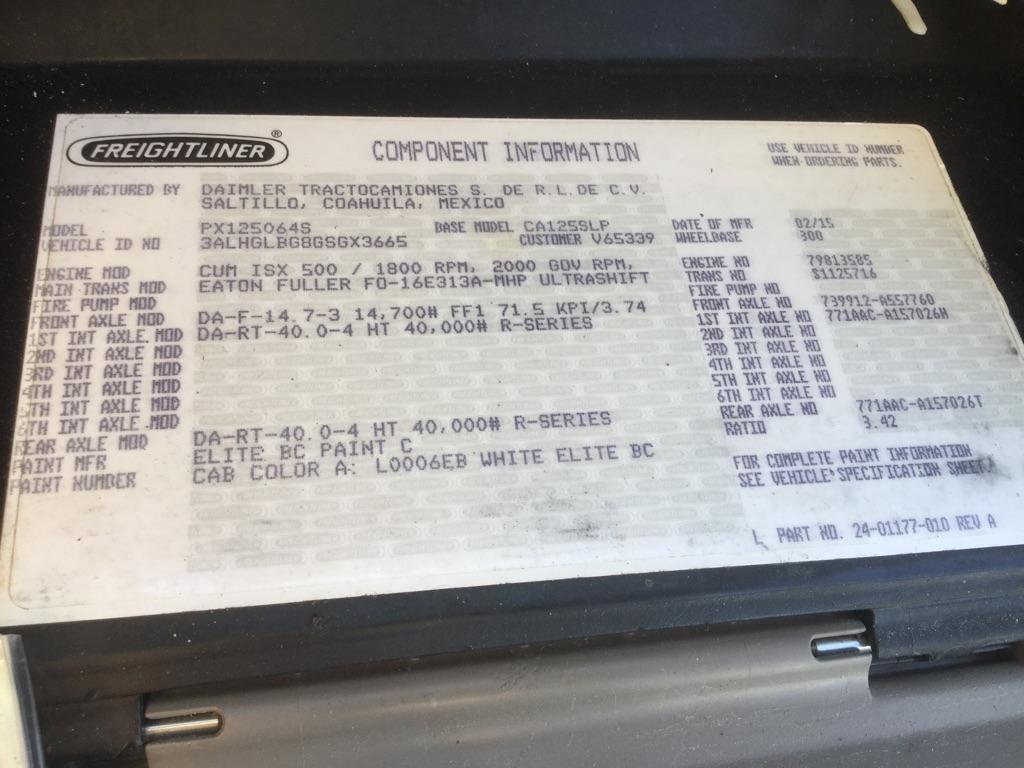 FREIGHTLINER ® COMPONENT INFORMATION USE VEHICLE ID NUMBER
WHEN ORDERING PARTS.
MANUFACTURED BY DAIMLER TRACTOCAMIONES S. DE R.L.DE C.V.
SALTILLO, COAHUILA, MEXICO
MODEL PX125064S BASE MODEL CA125SLP DATE OF MFR 02/15
VEHICLE ID NO 3ALHGLBG8GSGX3665 CUSTOMER V65339 WHEELBASE 300
ENGINE MOD CUM ISX 500 / 1800 RPM, 2000 GOV RPM, ENGINE NO 79813585
MAIN TRANS MOD EATON FULLER FO-16E313A-MHP ULTRASHIFT TRANS NO S1125716
FIRE PUMP MOD FIRE PUMP NO
FRONT AXLE MOD DA-F-14.7-3 14,700# FF1 71.5 KPI/3.74 FRONT AXLE NO 739912-A557760
1ST INT AXLE MOD DA-RT-40.0-4 HT 40,000# R-SERIES 1ST INT AXLE NO 771AAC-A157026H
2ND INT AXLE MOD 2ND INT AXLE NO
3RD INT AXLE MOD 3RD INT AXLE NO
4TH INT AXLE MOD 4TH INT AXLE NO
5TH INT AXLE MOD 5TH INT AXLE NO
6TH INT AXLE MOD 6TH INT AXLE NO
REAR AXLE MOD DA-RT-40.0-4 HT 40,000# R-SERIES REAR AXLE NO 771AAC-A157026T
PAINT MFR ELITE BC PAINT C RATIO 3.42
PAINT NUMBER CAB COLOR A: L0006EB WHITE ELITE BC
FOR COMPLETE PAINT INFORMATION
SEE VEHICLE SPECIFICATION SHEET
L PART NO. 24-01177-010 REV A